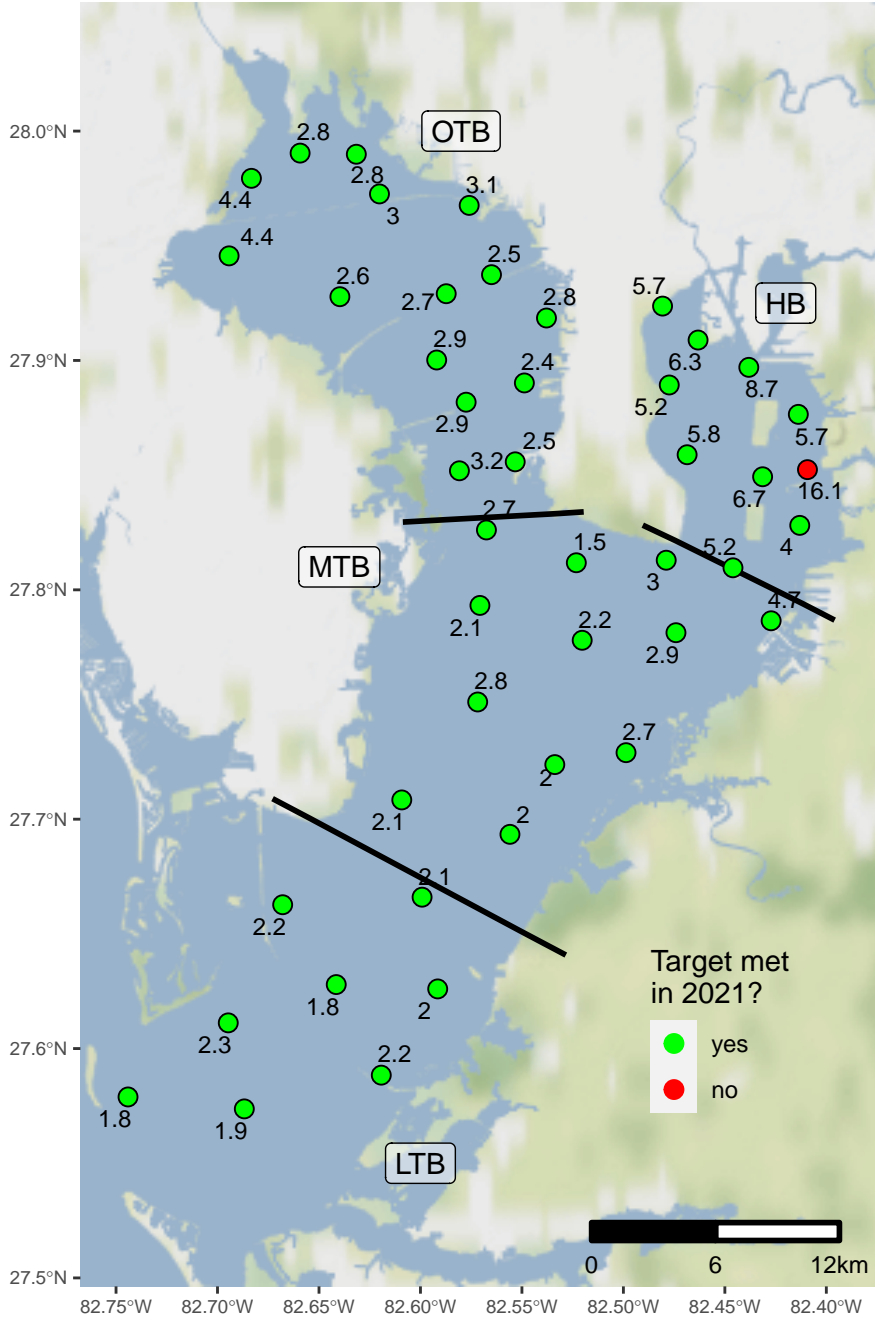 28.0°N
27.9°N
27.8°N
27.7°N
27.6°N
27.5°N
OTB
2.8
2.8
4.4
3
3.1
4.4
2.5
2.6
2.7
2.8
5.7
HB
2.9
6.3
2.4
5.2
8.7
2.9
5.7
5.8
2.5
3.2
6.7
16.1
2.7
4
MTB
1.5
3
5.2
4.7
2.1
2.2
2.9
2.8
2.7
2
2.1
2
2.1
2.2
1.8
2
2.3
2.2
1.8
1.9
LTB
Target met
in 2021?
yes
no
0
6
12km
82.75°W
82.70°W
82.65°W
82.60°W
82.55°W
82.50°W
82.45°W
82.40°W